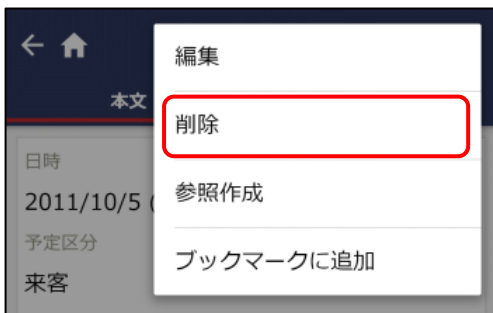 編集
本文
削除
日時
2011/10/5 (
参照作成
予定区分
ブックマークに追加
来客